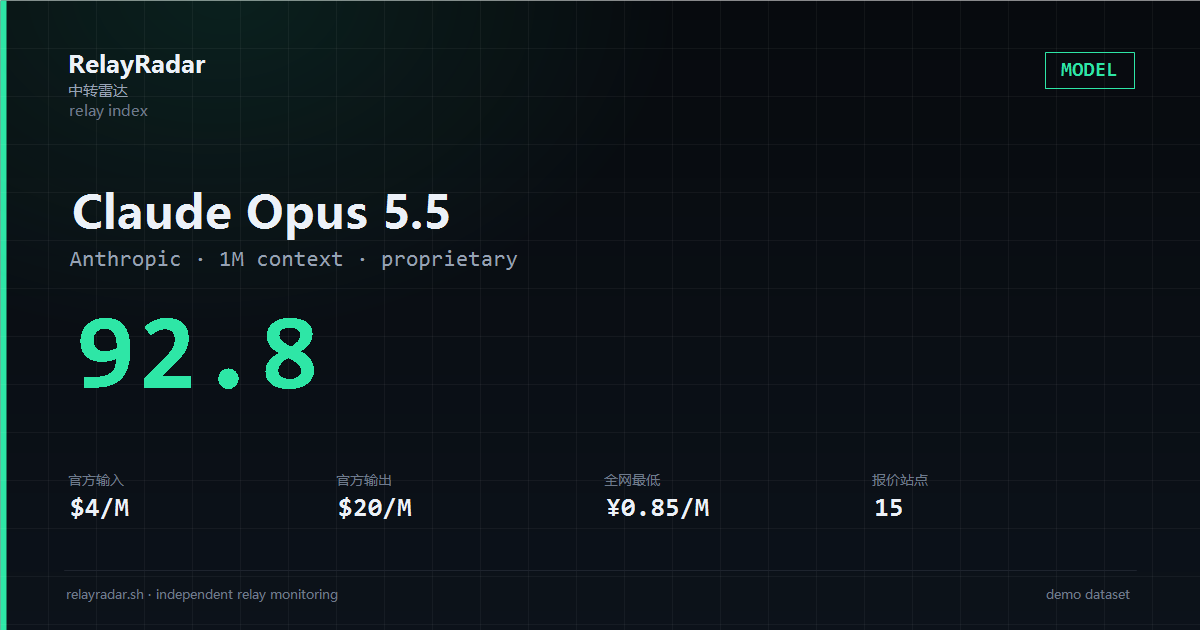 RelayRadar
中转雷达
relay index
MODEL
Claude Opus 5.5
Anthropic · 1M context · proprietary
92.8
官方输入
$4/M
官方输出
$20/M
全网最低
¥0.85/M
报价站点
15
relayradar.sh · independent relay monitoring
demo dataset